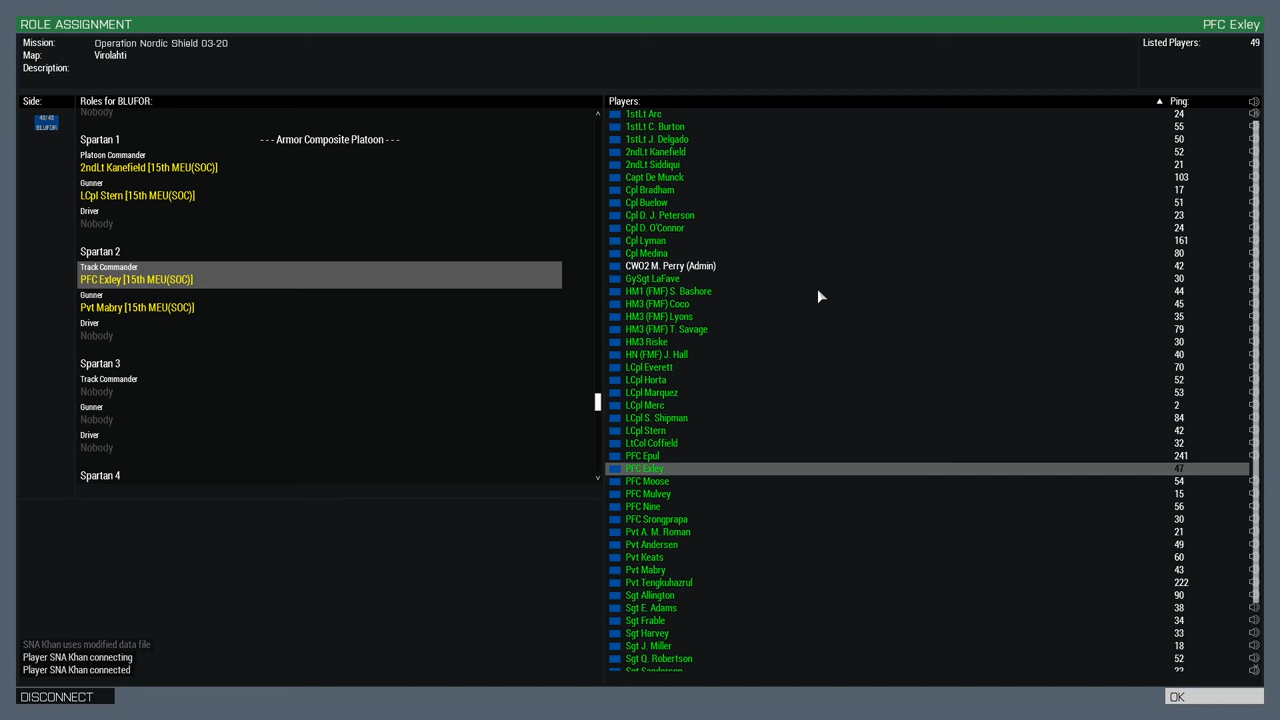 ROLE ASSIGNMENT
PFC Exley
Mission: Operation Nordic Shield 03-20
Map: Virolahti
Description:
Listed Players: 49
Side:
48/48
BLUFOR
Roles for BLUFOR:
Nobody
Spartan 1 - - - Armor Composite Platoon - - -
Platoon Commander
2ndLt Kanefield [15th MEU(SOC)]
Gunner
LCpl Stern [15th MEU(SOC)]
Driver
Nobody
Spartan 2
Track Commander
PFC Exley [15th MEU(SOC)]
Gunner
Pvt Mabry [15th MEU(SOC)]
Driver
Nobody
Spartan 3
Track Commander
Nobody
Gunner
Nobody
Driver
Nobody
Spartan 4
Players: Ping:
1stLt Arc 24
1stLt C. Burton 55
1stLt J. Delgado 50
2ndLt Kanefield 52
2ndLt Siddiqui 21
Capt De Munck 103
Cpl Bradham 17
Cpl Buelow 51
Cpl D. J. Peterson 23
Cpl D. O'Connor 24
Cpl Lyman 161
Cpl Medina 80
CWO2 M. Perry (Admin) 42
GySgt LaFave 30
HM1 (FMF) S. Bashore 44
HM3 (FMF) Coco 45
HM3 (FMF) Lyons 35
HM3 (FMF) T. Savage 79
HM3 Riske 30
HN (FMF) J. Hall 40
LCpl Everett 70
LCpl Horta 52
LCpl Marquez 53
LCpl Merc 2
LCpl S. Shipman 84
LCpl Stern 42
LtCol Coffield 32
PFC Epul 241
PFC Exley 47
PFC Moose 54
PFC Mulvey 15
PFC Nine 56
PFC Srongprapa 30
Pvt A. M. Roman 21
Pvt Andersen 49
Pvt Keats 60
Pvt Mabry 43
Pvt Tengkuhazrul 222
Sgt Allington 90
Sgt E. Adams 38
Sgt Frable 34
Sgt Harvey 33
Sgt J. Miller 18
Sgt Q. Robertson 52
Sgt Sanderson
SNA Khan uses modified data file
Player SNA Khan connecting
Player SNA Khan connected
DISCONNECT
OK